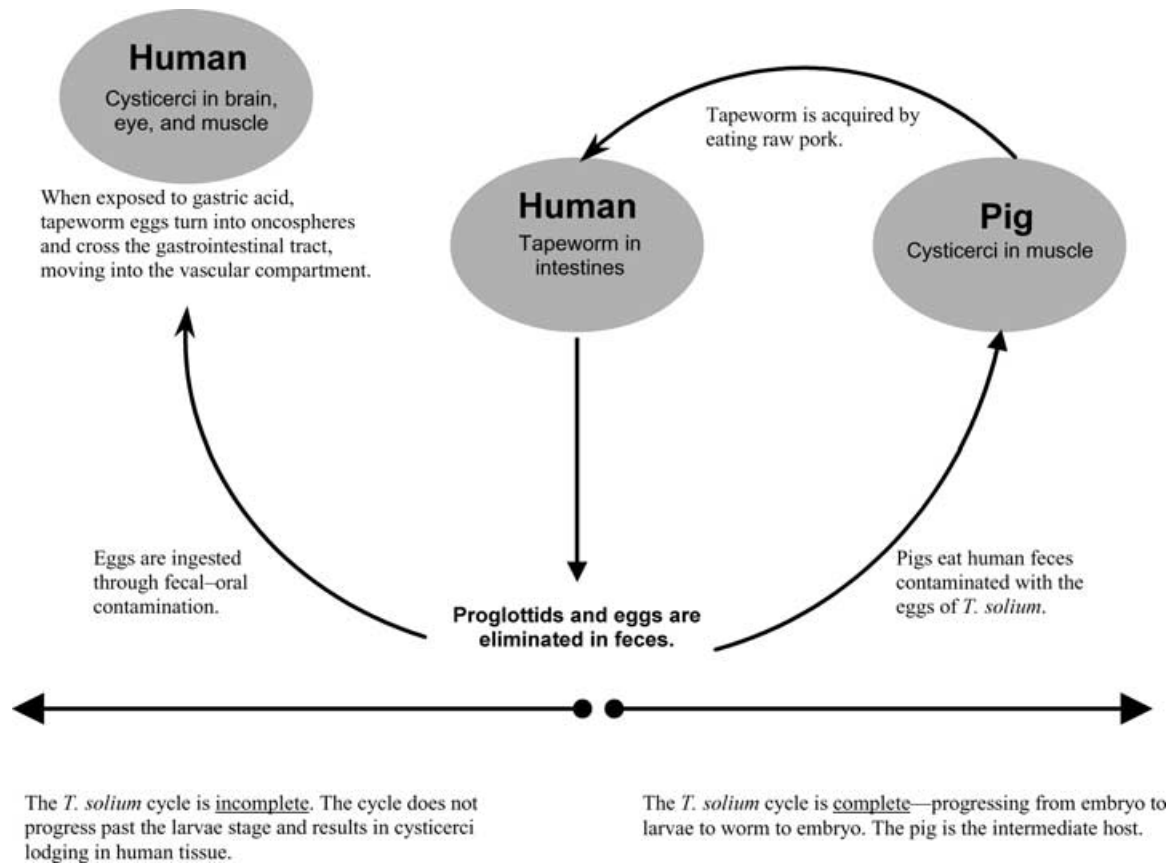 Human
Cysticerci in brain,
eye, and muscle
When exposed to gastric acid,
tapeworm eggs turn into oncospheres
and cross the gastrointestinal tract,
moving into the vascular compartment.
Tapeworm is acquired by
eating raw pork.
Human
Tapeworm in
intestines
Pig
Cysticerci in muscle
Eggs are ingested
through fecal–oral
contamination.
Proglottids and eggs are
eliminated in feces.
Pigs eat human feces
contaminated with the
eggs of T. solium.
The T. solium cycle is incomplete. The cycle does not
progress past the larvae stage and results in cysticerci
lodging in human tissue.
The T. solium cycle is complete—progressing from embryo to
larvae to worm to embryo. The pig is the intermediate host.